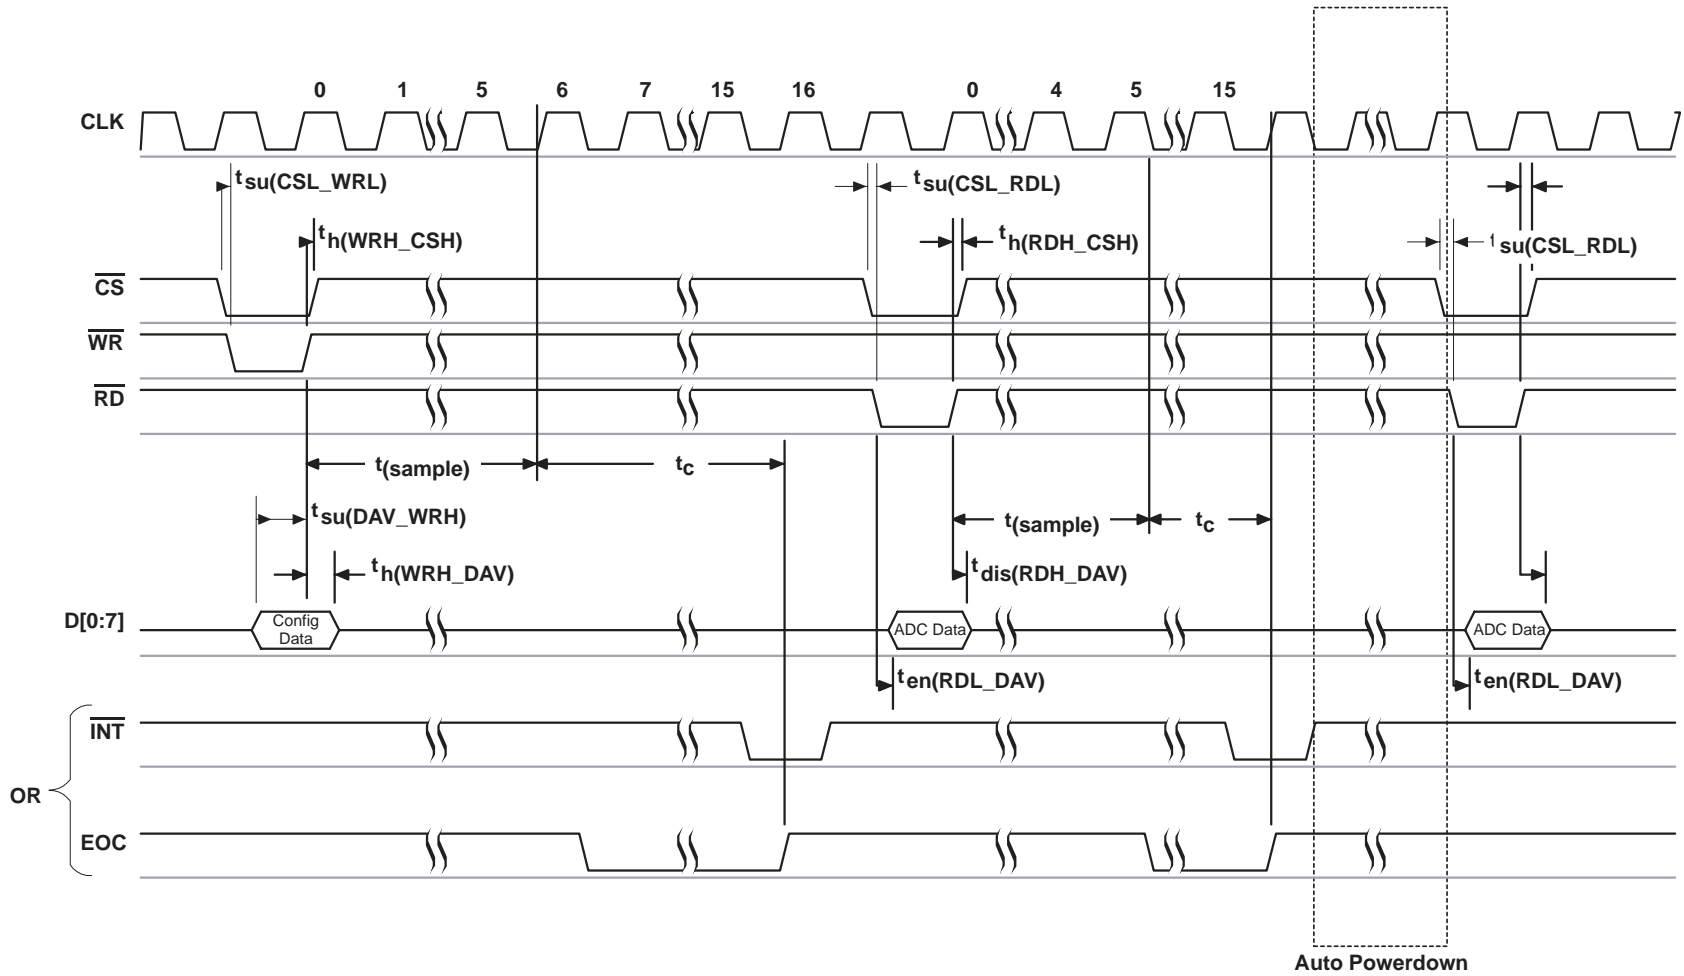 0 1 5 6 7 15 16 0 4 5 15
CLK
tsu(CSL_WRL)
tsu(CSL_RDL)
th(WRH_CSH)
th(RDH_CSH)
tsu(CSL_RDL)
CS
WR
RD
t(sample)
tc
tsu(DAV_WRH)
t(sample)
tc
th(WRH_DAV)
tdis(RDH_DAV)
D[0:7]
Config
Data
ADC Data
ADC Data
ten(RDL_DAV)
ten(RDL_DAV)
INT
OR
EOC
Auto Powerdown